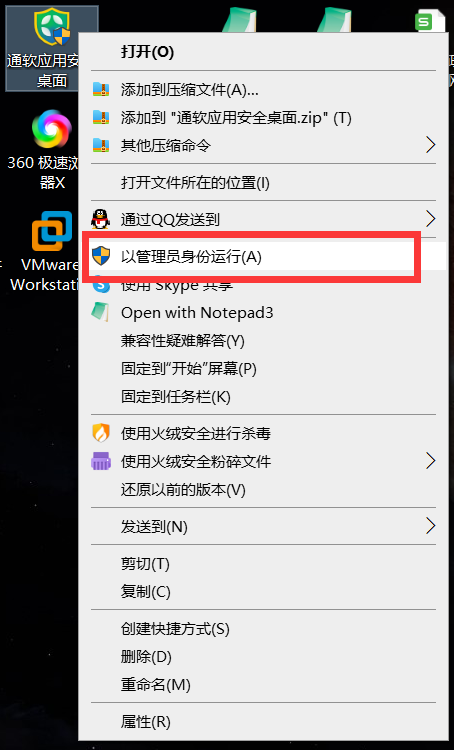 通软应用安
桌面
360 极速浏
器X
VMware
Workstati
打开(O)
添加到压缩文件(A)...
添加到 "通软应用安全桌面.zip" (T)
其他压缩命令
打开文件所在的位置(I)
通过QQ发送到
以管理员身份运行(A)
使用 Skype 共享
Open with Notepad3
兼容性疑难解答(Y)
固定到“开始”屏幕(P)
固定到任务栏(K)
使用火绒安全进行杀毒
使用火绒安全粉碎文件
还原以前的版本(V)
发送到(N)
剪切(T)
复制(C)
创建快捷方式(S)
删除(D)
重命名(M)
属性(R)